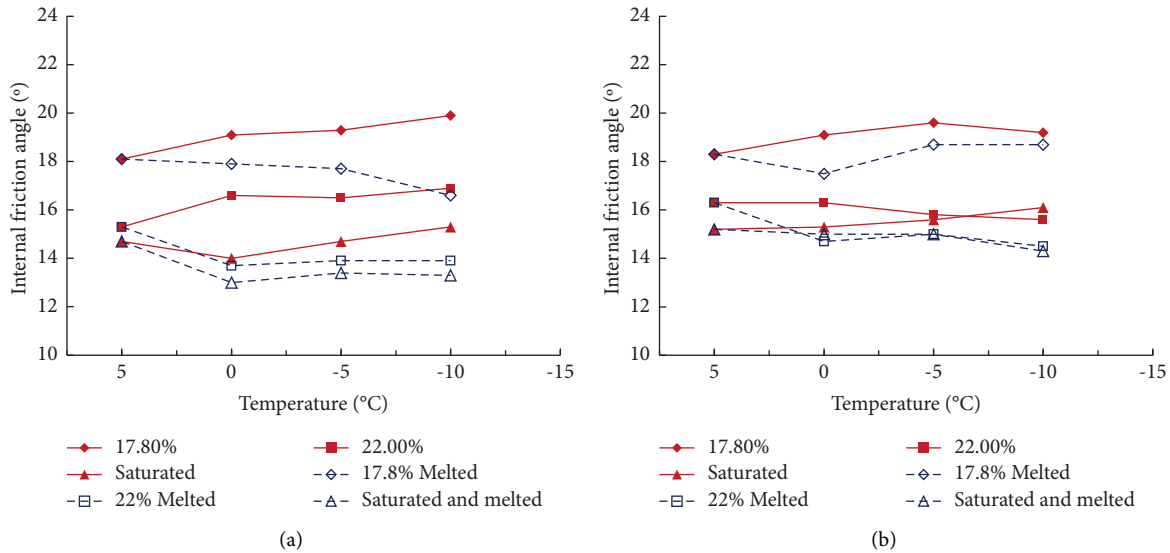 24
22
20
18
16
14
12
10
Internal friction angle (º)
5
0
-5
-10
-15
Temperature (°C)
17.80%
22.00%
Saturated
17.8% Melted
22% Melted
Saturated and melted
(a)
24
22
20
18
16
14
12
10
Internal friction angle (º)
5
0
-5
-10
-15
Temperature (°C)
17.80%
22.00%
Saturated
17.8% Melted
22% Melted
Saturated and melted
(b)